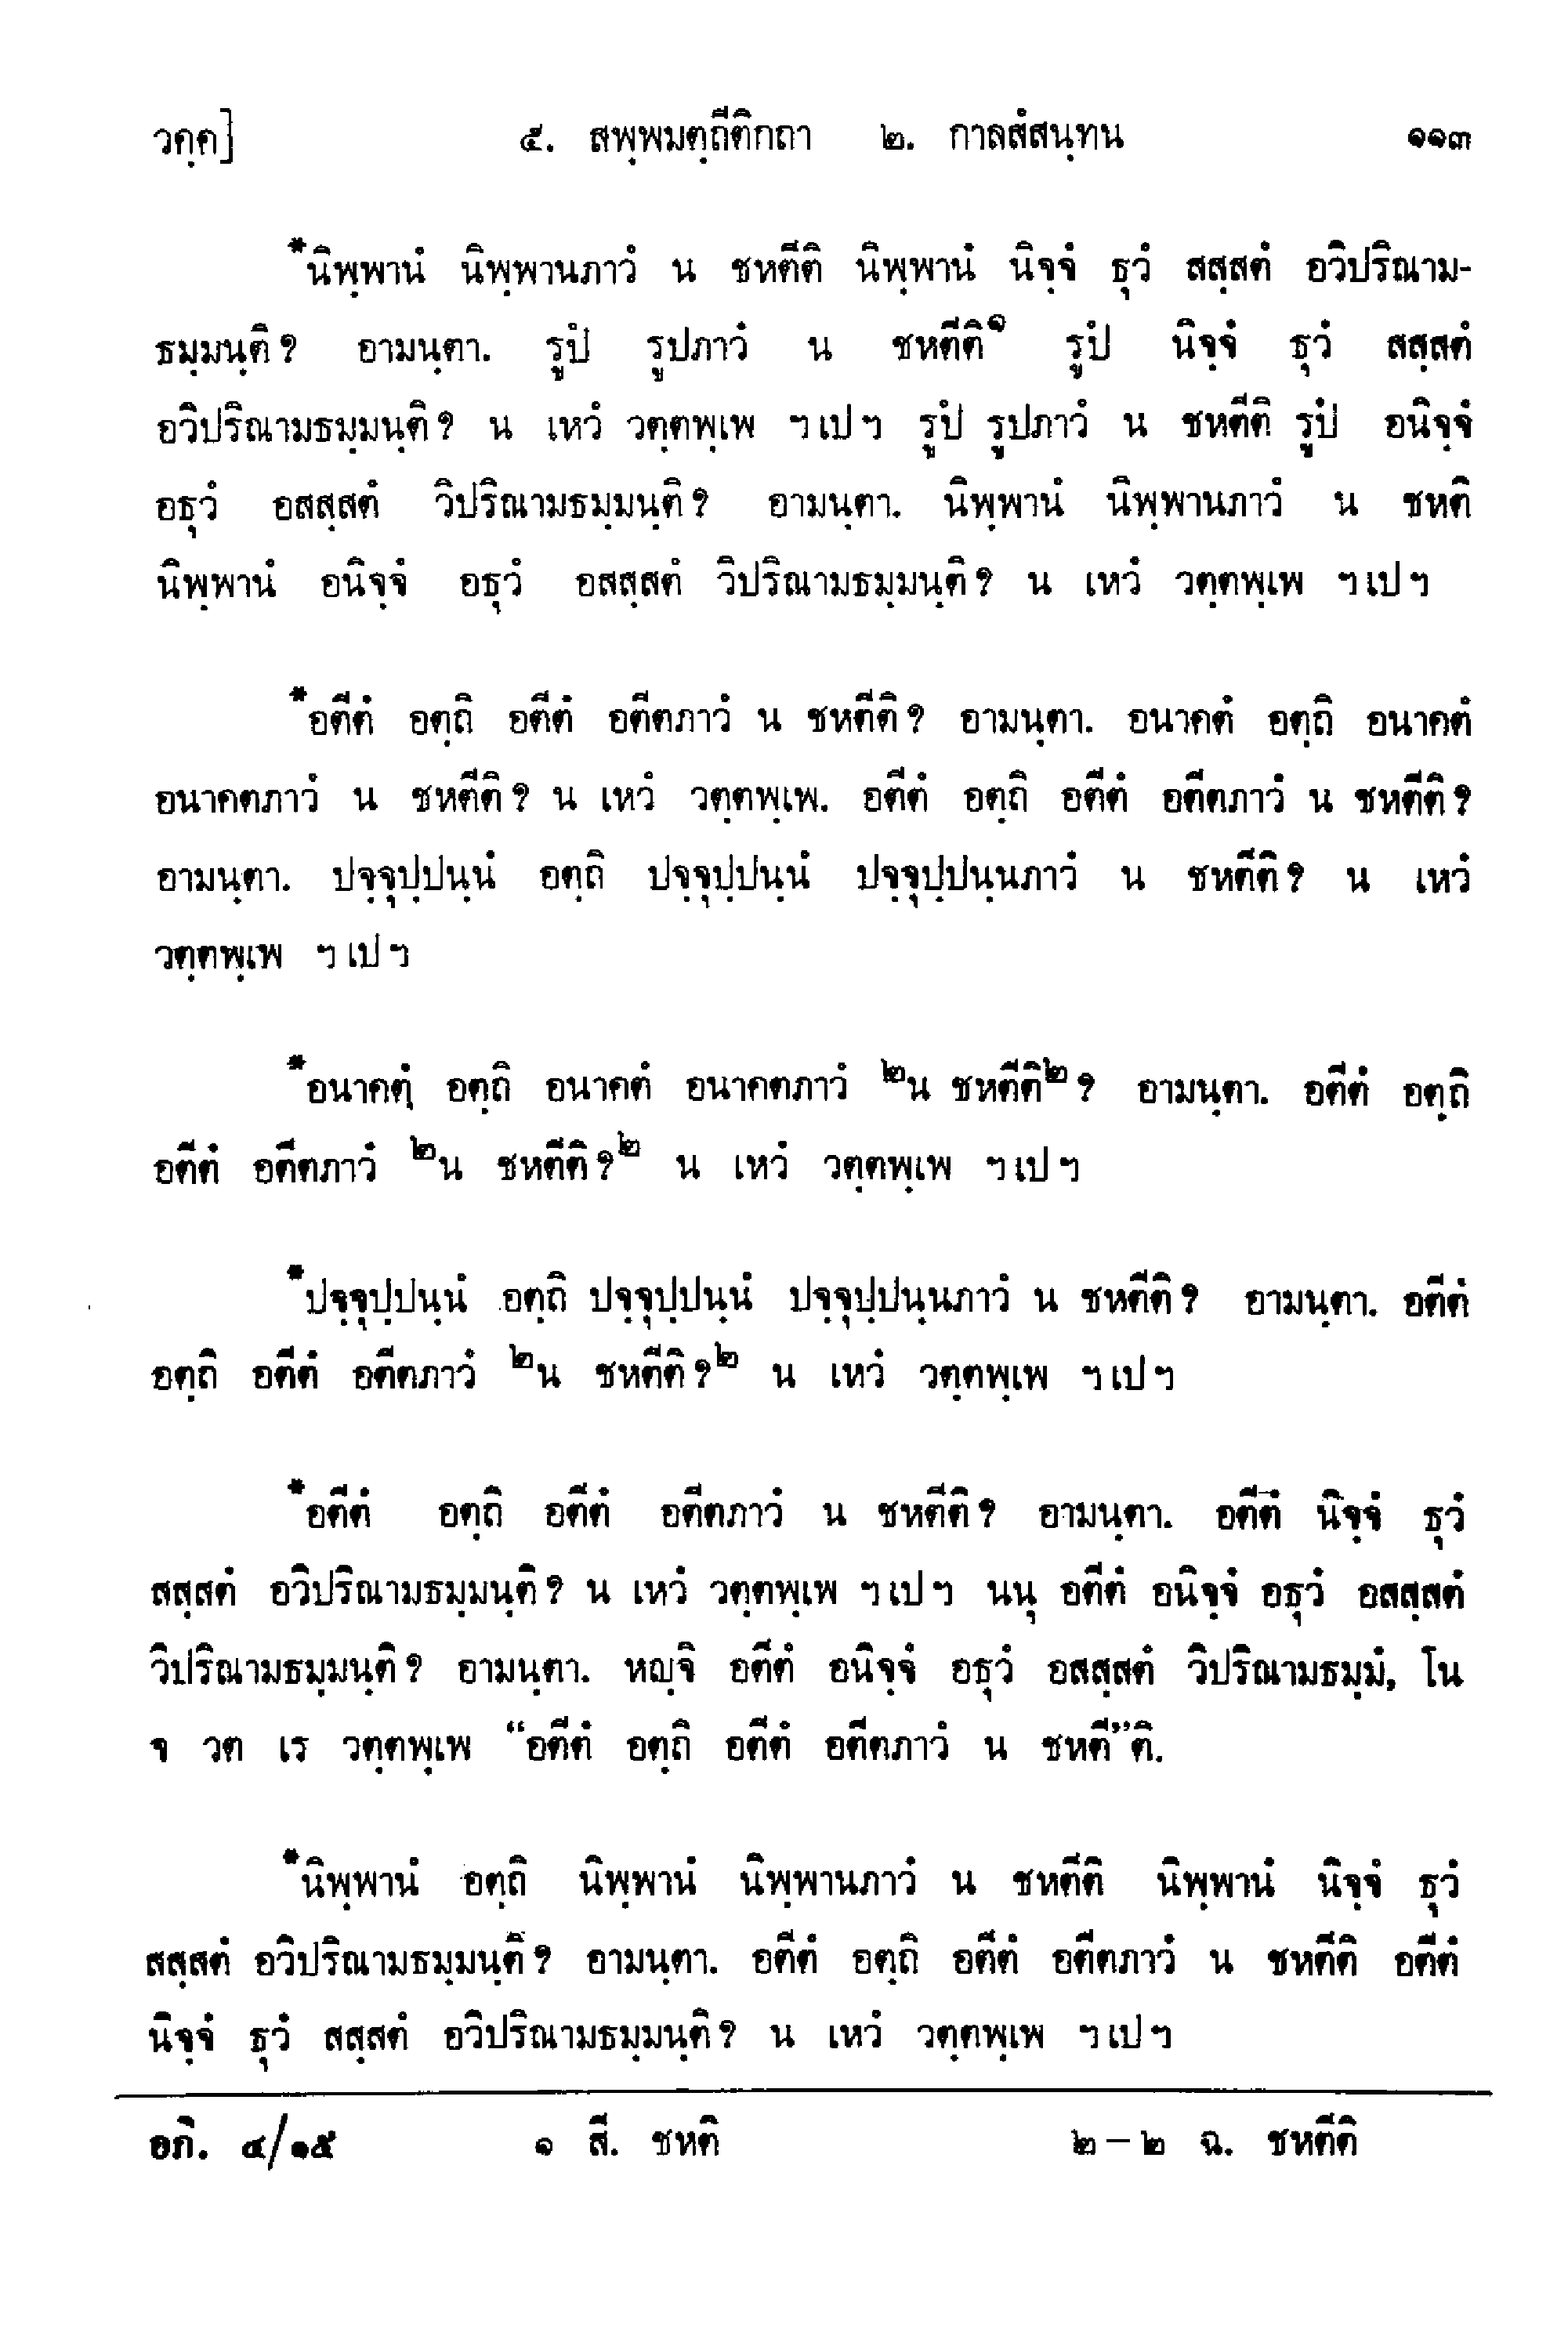 วคฺค]	๕. สพฺพมตฺถีติกถา ๒. กาลสํสนฺทน	๑๑๓
*นิพฺพานํ นิพฺพานภาวํ น ชหตีติ นิพฺพานํ นิจฺจํ ธุวํ สสฺสตํ อวิปริณาม-
ธมฺมนฺติ? อามนฺตา. รูปํ รูปภาวํ น ชหตีติ๑ รูปํ นิจฺจํ ธุวํ สสฺสตํ
อวิปริณามธมฺมนฺติ? น เหวํ วตฺตพฺเพ ฯเปฯ รูปํ รูปภาวํ น ชหตีติ รูปํ อนิจฺจํ
อธุวํ อสสฺสตํ วิปริณามธมฺมนฺติ? อามนฺตา. นิพฺพานํ นิพฺพานภาวํ น ชหติ
นิพฺพานํ อนิจฺจํ อธุวํ อสสฺสตํ วิปริณามธมฺมนฺติ? น เหวํ วตฺตพฺเพ ฯเปฯ
*อตีตํ อตฺถิ อตีตํ อตีตภาวํ น ชหตีติ? อามนฺตา. อนาคตํ อตฺถิ อนาคตํ
อนาคตภาวํ น ชหตีติ? น เหวํ วตฺตพฺเพ. อตีตํ อตฺถิ อตีตํ อตีตภาวํ น ชหตีติ?
อามนฺตา. ปจฺจุปฺปนฺนํ อตฺถิ ปจฺจุปฺปนฺนํ ปจฺจุปฺปนฺนภาวํ น ชหตีติ? น เหวํ
วตฺตพฺเพ ฯเปฯ
*อนาคตํ อตฺถิ อนาคตํ อนาคตภาวํ ๒น ชหตีติ๒? อามนฺตา. อตีตํ อตฺถิ
อตีตํ อตีตภาวํ ๒น ชหตีติ?๒ น เหวํ วตฺตพฺเพ ฯเปฯ
*ปจฺจุปฺปนฺนํ อตฺถิ ปจฺจุปฺปนฺนํ ปจฺจุปฺปนฺนภาวํ น ชหตีติ? อามนฺตา. อตีตํ
อตฺถิ อตีตํ อตีตภาวํ ๒น ชหตีติ?๒ น เหวํ วตฺตพฺเพ ฯเปฯ
*อตีตํ อตฺถิ อตีตํ อตีตภาวํ น ชหตีติ? อามนฺตา. อตีตํ นิจฺจํ ธุวํ
สสฺสตํ อวิปริณามธมฺมนฺติ? น เหวํ วตฺตพฺเพ ฯเปฯ นนุ อตีตํ อนิจฺจํ อธุวํ อสสฺสตํ
วิปริณามธมฺมนฺติ? อามนฺตา. หญฺจิ อตีตํ อนิจฺจํ อธุวํ อสสฺสตํ วิปริณามธมฺมํ, โน
จ วต เร วตฺตพฺเพ “อตีตํ อตฺถิ อตีตํ อตีตภาวํ น ชหตี”ติ.
*นิพฺพานํ อตฺถิ นิพฺพานํ นิพฺพานภาวํ น ชหตีติ นิพฺพานํ นิจฺจํ ธุวํ
สสฺสตํ อวิปริณามธมฺมนฺติ? อามนฺตา. อตีตํ อตฺถิ อตีตํ อตีตภาวํ น ชหตีติ อตีตํ
นิจฺจํ ธุวํ สสฺสตํ อวิปริณามธมฺมนฺติ? น เหวํ วตฺตพฺเพ ฯเปฯ
อภิ. ๔/๑๕	๑ สี. ชหติ	๒-๒ ฉ. ชหตีติ